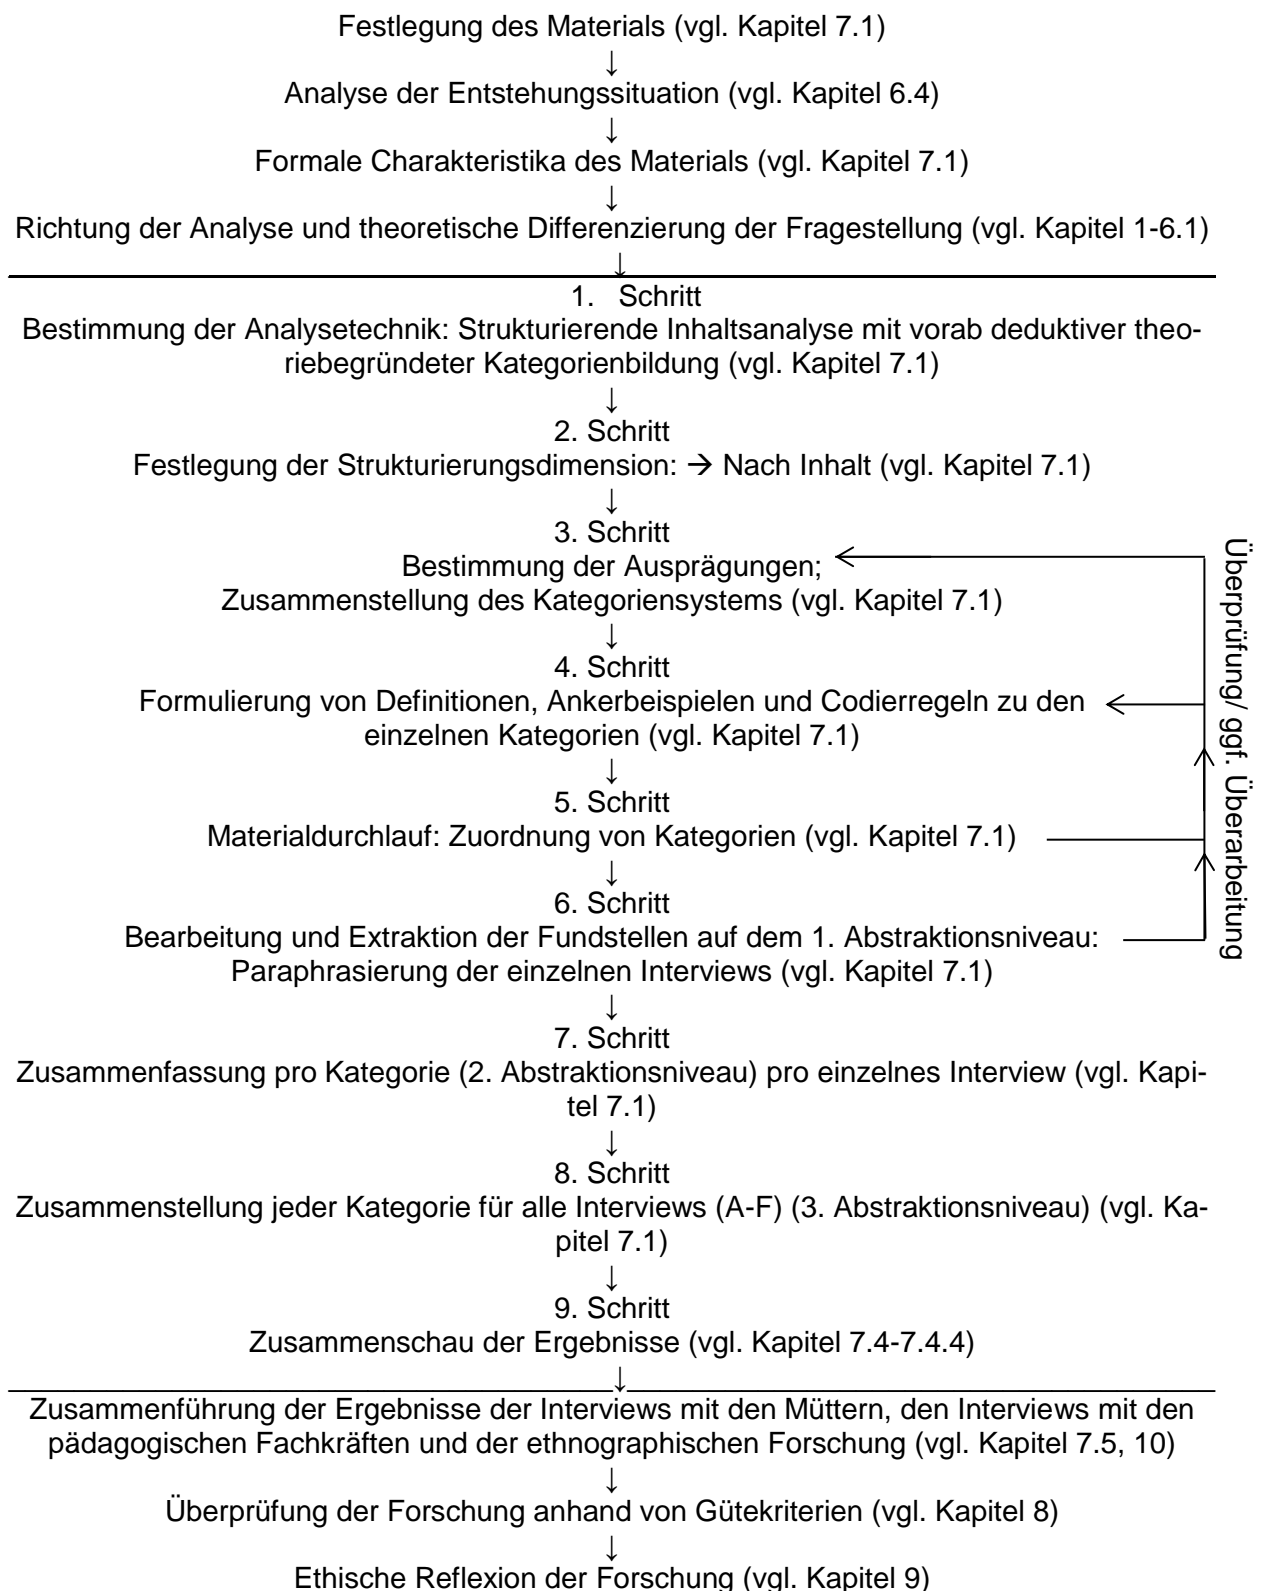 Festlegung des Materials (vgl. Kapitel 7.1)
↓
Analyse der Entstehungssituation (vgl. Kapitel 6.4)
↓
Formale Charakteristika des Materials (vgl. Kapitel 7.1)
↓
Richtung der Analyse und theoretische Differenzierung der Fragestellung (vgl. Kapitel 1-6.1)
↓
1. Schritt
Bestimmung der Analysetechnik: Strukturierende Inhaltsanalyse mit vorab deduktiver theo-
riebegründeter Kategorienbildung (vgl. Kapitel 7.1)
↓
2. Schritt
Festlegung der Strukturierungsdimension: → Nach Inhalt (vgl. Kapitel 7.1)
↓
3. Schritt
Bestimmung der Ausprägungen;
Zusammenstellung des Kategoriensystems (vgl. Kapitel 7.1)
↓
4. Schritt
Formulierung von Definitionen, Ankerbeispielen und Codierregeln zu den
einzelnen Kategorien (vgl. Kapitel 7.1)
↓
5. Schritt
Materialdurchlauf: Zuordnung von Kategorien (vgl. Kapitel 7.1)
↓
6. Schritt
Bearbeitung und Extraktion der Fundstellen auf dem 1. Abstraktionsniveau:
Paraphrasierung der einzelnen Interviews (vgl. Kapitel 7.1)
↓
7. Schritt
Zusammenfassung pro Kategorie (2. Abstraktionsniveau) pro einzelnes Interview (vgl. Kapi-
tel 7.1)
↓
8. Schritt
Zusammenstellung jeder Kategorie für alle Interviews (A-F) (3. Abstraktionsniveau) (vgl. Ka-
pitel 7.1)
↓
9. Schritt
Zusammenschau der Ergebnisse (vgl. Kapitel 7.4-7.4.4)
↓
Zusammenführung der Ergebnisse der Interviews mit den Müttern, den Interviews mit den
pädagogischen Fachkräften und der ethnographischen Forschung (vgl. Kapitel 7.5, 10)
↓
Überprüfung der Forschung anhand von Gütekriterien (vgl. Kapitel 8)
↓
Ethische Reflexion der Forschung (vgl. Kapitel 9)
Überprüfung/ ggf. Überarbeitung